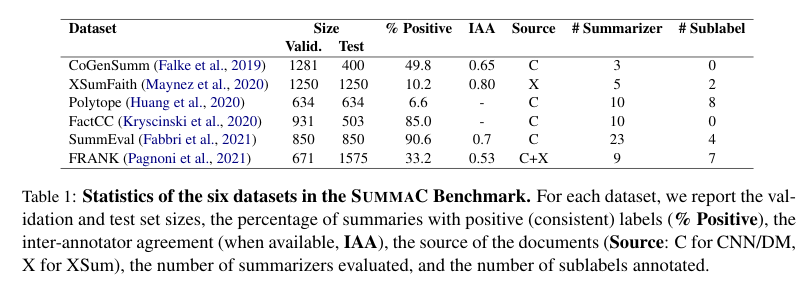 Dataset Size % Positive IAA Source # Summarizer # Sublabel
Valid. Test
CoGenSumm (Falke et al., 2019) 1281 400 49.8 0.65 C 3 0
XSumFaith (Maynez et al., 2020) 1250 1250 10.2 0.80 X 5 2
Polytope (Huang et al., 2020) 634 634 6.6 - C 10 8
FactCC (Kryscinski et al., 2020) 931 503 85.0 - C 10 0
SummEval (Fabbri et al., 2021) 850 850 90.6 0.7 C 23 4
FRANK (Pagnoni et al., 2021) 671 1575 33.2 0.53 C+X 9 7
Table 1: Statistics of the six datasets in the SUMMAC Benchmark. For each dataset, we report the val-
idation and test set sizes, the percentage of summaries with positive (consistent) labels (% Positive), the
inter-annotator agreement (when available, IAA), the source of the documents (Source: C for CNN/DM,
X for XSum), the number of summarizers evaluated, and the number of sublabels annotated.